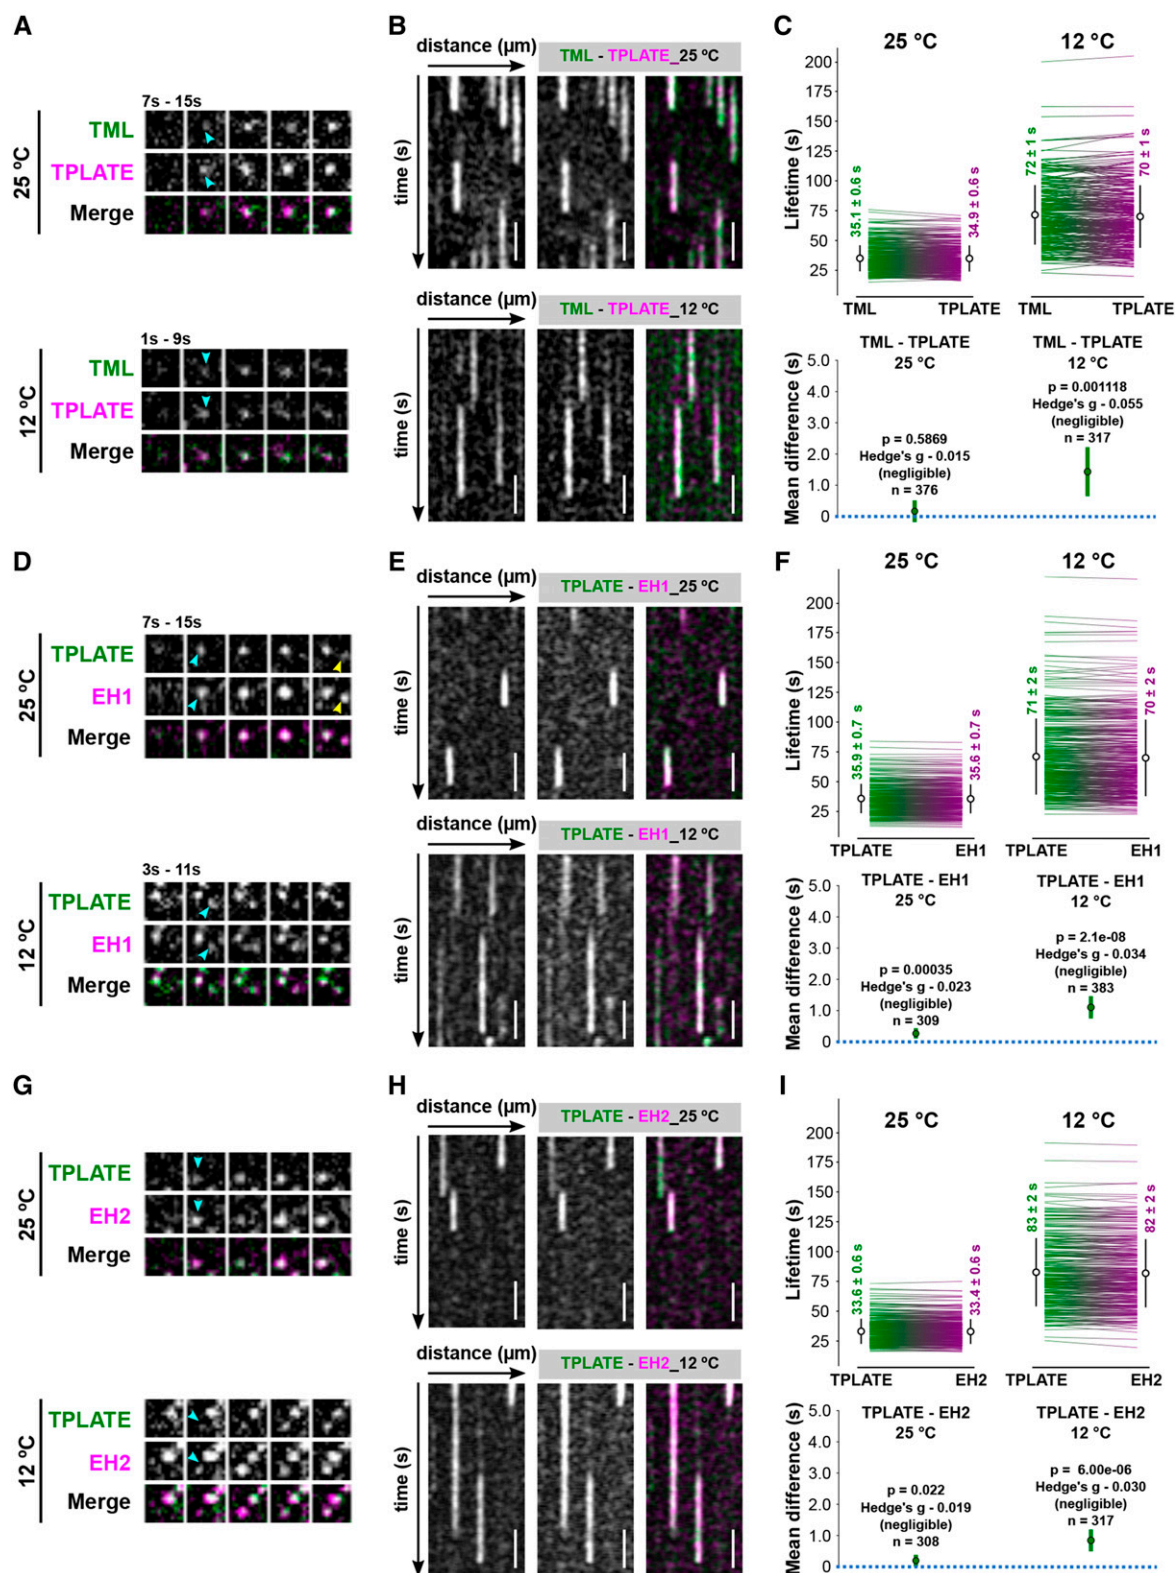 A
25 ºC
7s - 15s
TML
TPLATE
Merge
12 ºC
1s - 9s
TML
TPLATE
Merge
B
distance (µm)
TML - TPLATE_25 ºC
time (s)
distance (µm)
TML - TPLATE_12 ºC
time (s)
C
25 °C
12 °C
Lifetime (s)
200
175
150
125
100
75
50
25
35.1 ± 0.6 s
34.9 ± 0.6 s
72 ± 1 s
70 ± 1 s
TML
TPLATE
TML
TPLATE
Mean difference (s)
5.0
4.0
3.0
2.0
1.0
0
TML - TPLATE
25 °C
p = 0.5869
Hedge's g - 0.015
(negligible)
n = 376
TML - TPLATE
12 °C
p = 0.001118
Hedge's g - 0.055
(negligible)
n = 317
D
25 ºC
7s - 15s
TPLATE
EH1
Merge
12 ºC
3s - 11s
TPLATE
EH1
Merge
E
distance (µm)
TPLATE - EH1_25 ºC
time (s)
distance (µm)
TPLATE - EH1_12 ºC
time (s)
F
25 °C
12 °C
Lifetime (s)
200
175
150
125
100
75
50
25
35.9 ± 0.7 s
35.6 ± 0.7 s
71 ± 2 s
70 ± 2 s
TPLATE
EH1
TPLATE
EH1
Mean difference (s)
5.0
4.0
3.0
2.0
1.0
0
TPLATE - EH1
25 °C
p = 0.00035
Hedge's g - 0.023
(negligible)
n = 309
TPLATE - EH1
12 °C
p = 2.1e-08
Hedge's g - 0.034
(negligible)
n = 383
G
25 ºC
TPLATE
EH2
Merge
12 ºC
TPLATE
EH2
Merge
H
distance (µm)
TPLATE - EH2_25 ºC
time (s)
distance (µm)
TPLATE - EH2_12 ºC
time (s)
I
25 °C
12 °C
Lifetime (s)
200
175
150
125
100
75
50
25
33.6 ± 0.6 s
33.4 ± 0.6 s
83 ± 2 s
82 ± 2 s
TPLATE
EH2
TPLATE
EH2
Mean difference (s)
5.0
4.0
3.0
2.0
1.0
0
TPLATE - EH2
25 °C
p = 0.022
Hedge's g - 0.019
(negligible)
n = 308
TPLATE - EH2
12 °C
p = 6.00e-06
Hedge's g - 0.030
(negligible)
n = 317